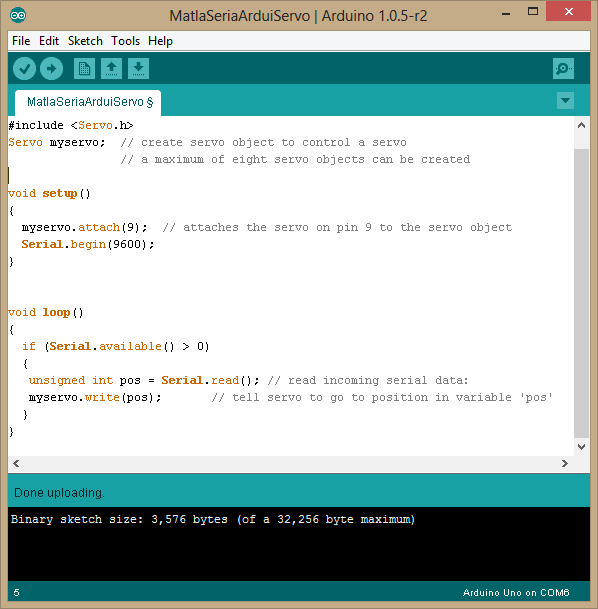 MatlaSeriaArduiServo | Arduino 1.0.5-r2
File Edit Sketch Tools Help
MatlaSeriaArduiServo §
#include <Servo.h>
Servo myservo;  // create servo object to control a servo
                // a maximum of eight servo objects can be created
void setup()
{
  myservo.attach(9);  // attaches the servo on pin 9 to the servo object
  Serial.begin(9600);
}
void loop()
{
  if (Serial.available() > 0)
  {
   unsigned int pos = Serial.read(); // read incoming serial data:
   myservo.write(pos);       // tell servo to go to position in variable 'pos'
  }
}
Done uploading.
Binary sketch size: 3,576 bytes (of a 32,256 byte maximum)
5 Arduino Uno on COM6